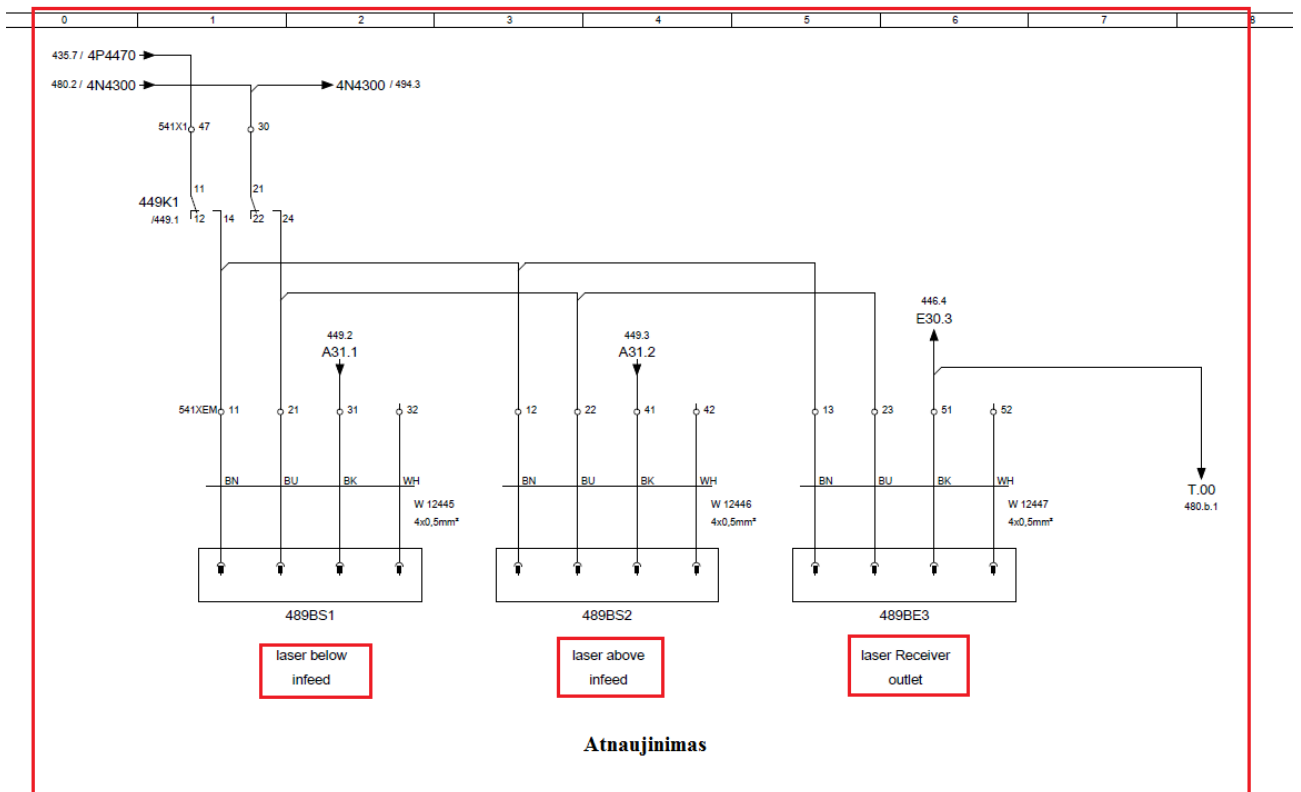 0 1 2 3 4 5 6 7 8
435.7 / 4P4470
480.2 / 4N4300 4N4300 / 494.3
541X1 47 30
11 21
449K1
/449.1 12 14 22 24
446.4
E30.3
449.2 449.3
A31.1 A31.2
541XEM 11 21 31 32 12 22 41 42 13 23 51 52
BN BU BK WH BN BU BK WH BN BU BK WH
W 12445 W 12446 W 12447
4x0,5mm² 4x0,5mm² 4x0,5mm²
T.00
480.b.1
489BS1 489BS2 489BE3
laser below laser above laser Receiver
infeed infeed outlet
Atnaujinimas